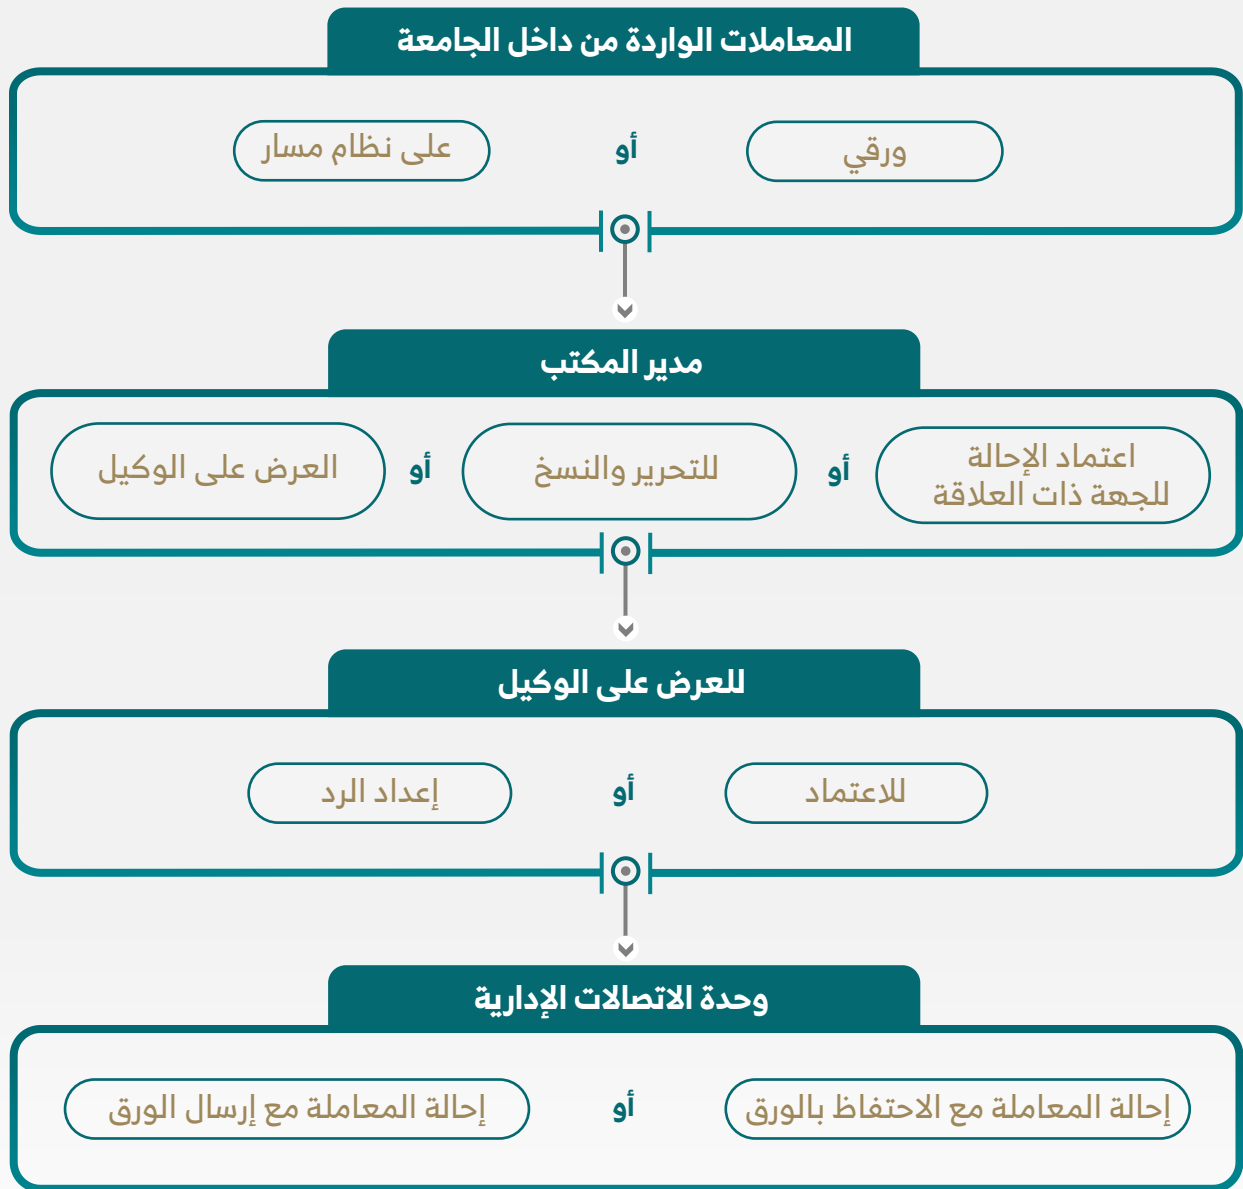 المعاملات الواردة من داخل الجامعة
ورقي
أو
على نظام مسار
مدير المكتب
اعتماد الإحالة
للجهة ذات العلاقة
أو
للتحرير والنسخ
أو
العرض على الوكيل
للعرض على الوكيل
للاعتماد
أو
إعداد الرد
وحدة الاتصالات الإدارية
إحالة المعاملة مع الاحتفاظ بالورق
أو
إحالة المعاملة مع إرسال الورق